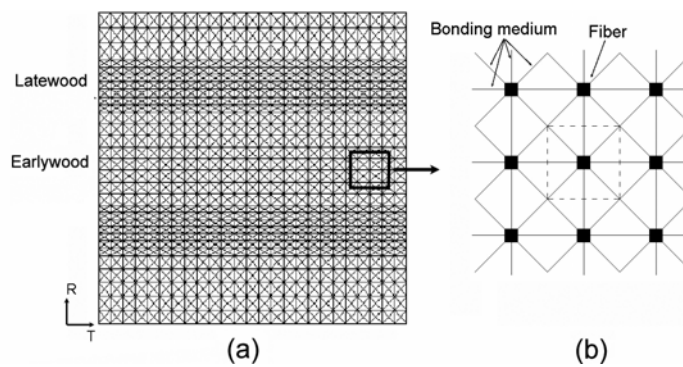 Bonding medium
Fiber
Latewood
Earlywood
R
T
(a)
(b)